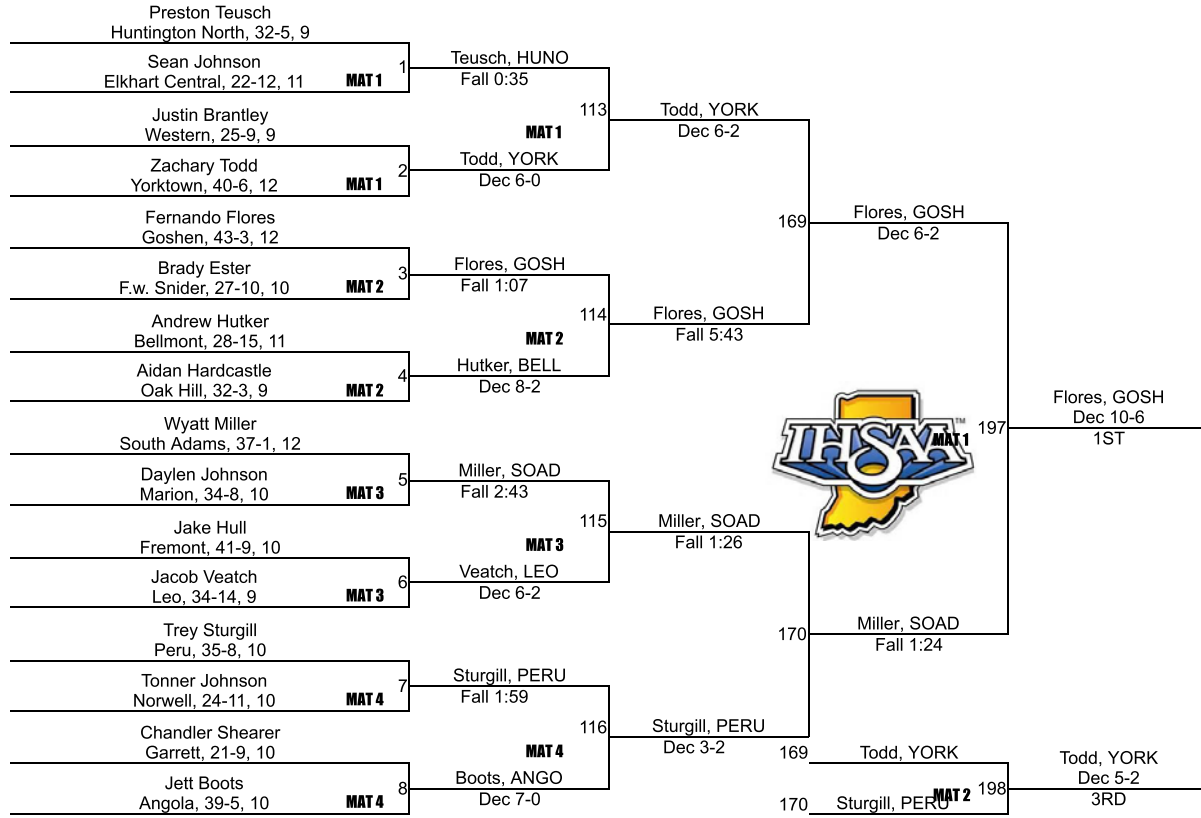 Preston Teusch
Huntington North, 32-5, 9
Sean Johnson
Elkhart Central, 22-12, 11
MAT 1
1
Teusch, HUNO
Fall 0:35
Justin Brantley
Western, 25-9, 9
Zachary Todd
Yorktown, 40-6, 12
MAT 1
2
Todd, YORK
Dec 6-0
113
MAT 1
Todd, YORK
Dec 6-2
Fernando Flores
Goshen, 43-3, 12
Brady Ester
F.w. Snider, 27-10, 10
MAT 2
3
Flores, GOSH
Fall 1:07
Andrew Hutker
Bellmont, 28-15, 11
Aidan Hardcastle
Oak Hill, 32-3, 9
MAT 2
4
Hutker, BELL
Dec 8-2
114
MAT 2
Flores, GOSH
Fall 5:43
169
Flores, GOSH
Dec 6-2
Wyatt Miller
South Adams, 37-1, 12
Daylen Johnson
Marion, 34-8, 10
MAT 3
5
Miller, SOAD
Fall 2:43
Jake Hull
Fremont, 41-9, 10
Jacob Veatch
Leo, 34-14, 9
MAT 3
6
Veatch, LEO
Dec 6-2
115
MAT 3
Miller, SOAD
Fall 1:26
Trey Sturgill
Peru, 35-8, 10
Tonner Johnson
Norwell, 24-11, 10
MAT 4
7
Sturgill, PERU
Fall 1:59
Chandler Shearer
Garrett, 21-9, 10
Jett Boots
Angola, 39-5, 10
MAT 4
8
Boots, ANGO
Dec 7-0
116
MAT 4
Sturgill, PERU
Dec 3-2
170
Miller, SOAD
Fall 1:24
IHSAA
TM
MAT 1
197
Flores, GOSH
Dec 10-6
1ST
169
Todd, YORK
170
Sturgill, PERU
MAT 2
198
Todd, YORK
Dec 5-2
3RD